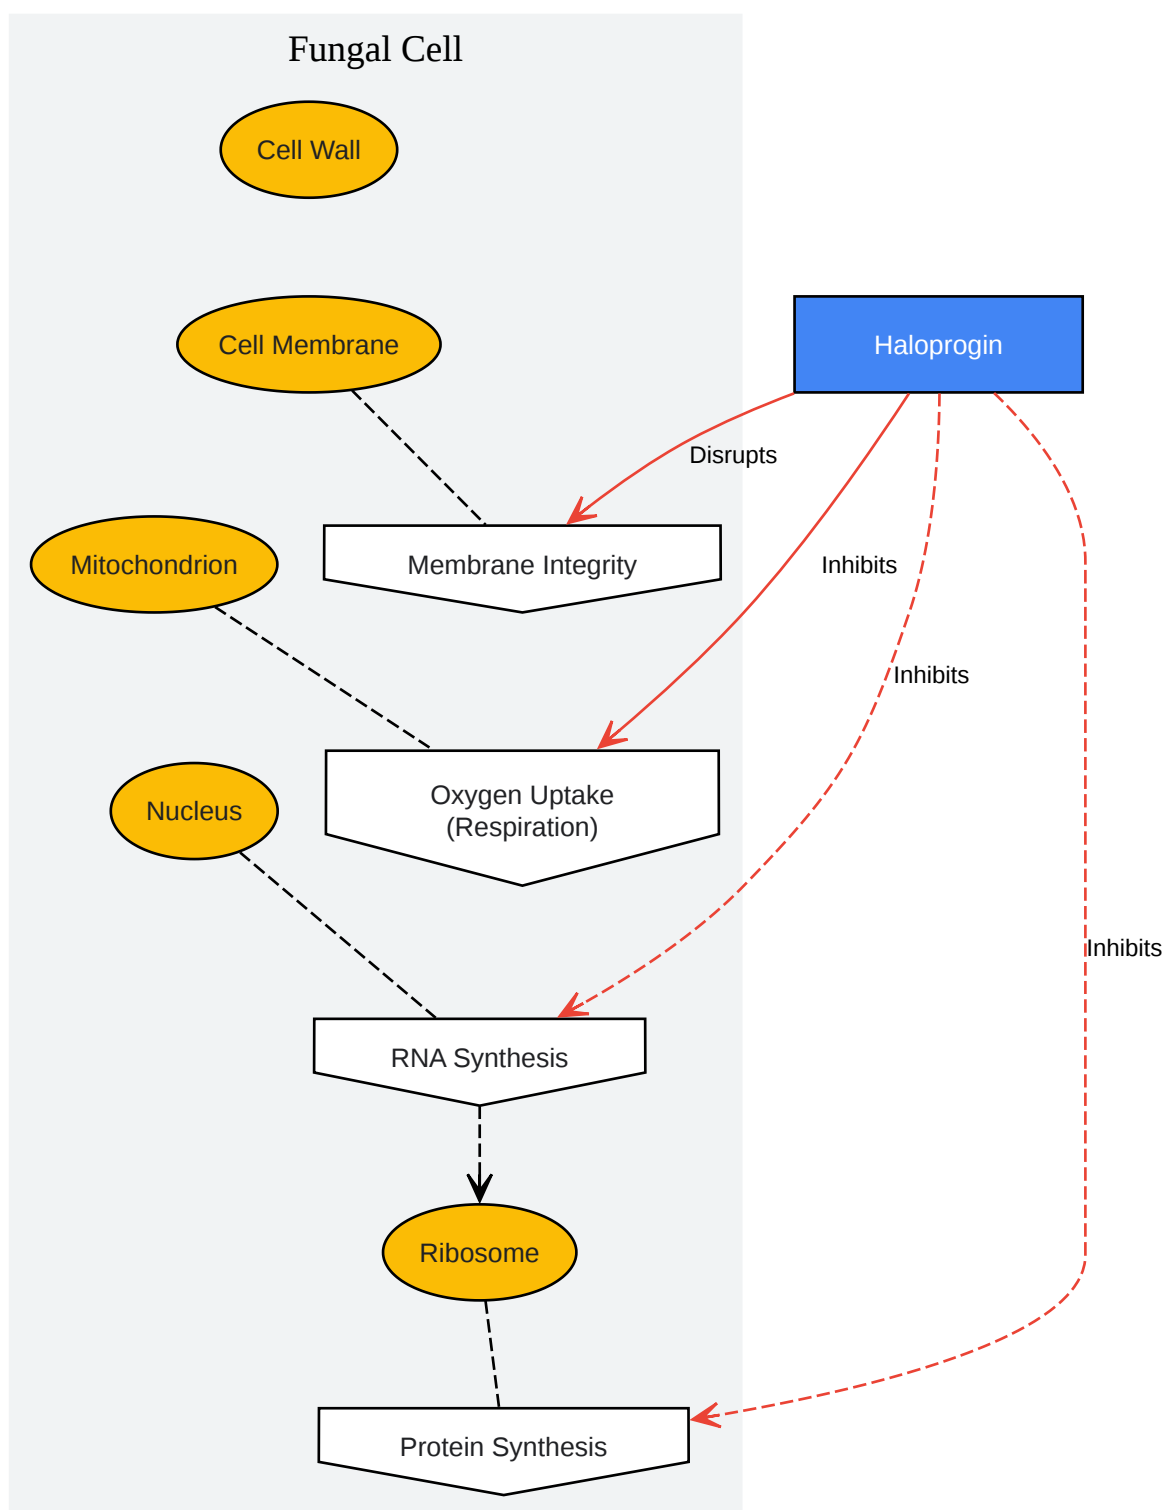 Fungal Cell
Cell Wall
Cell Membrane
Haloprogin
Disrupts
Mitochondrion
Membrane Integrity
Inhibits
Inhibits
Oxygen Uptake
(Respiration)
Nucleus
Inhibits
RNA Synthesis
Ribosome
Protein Synthesis